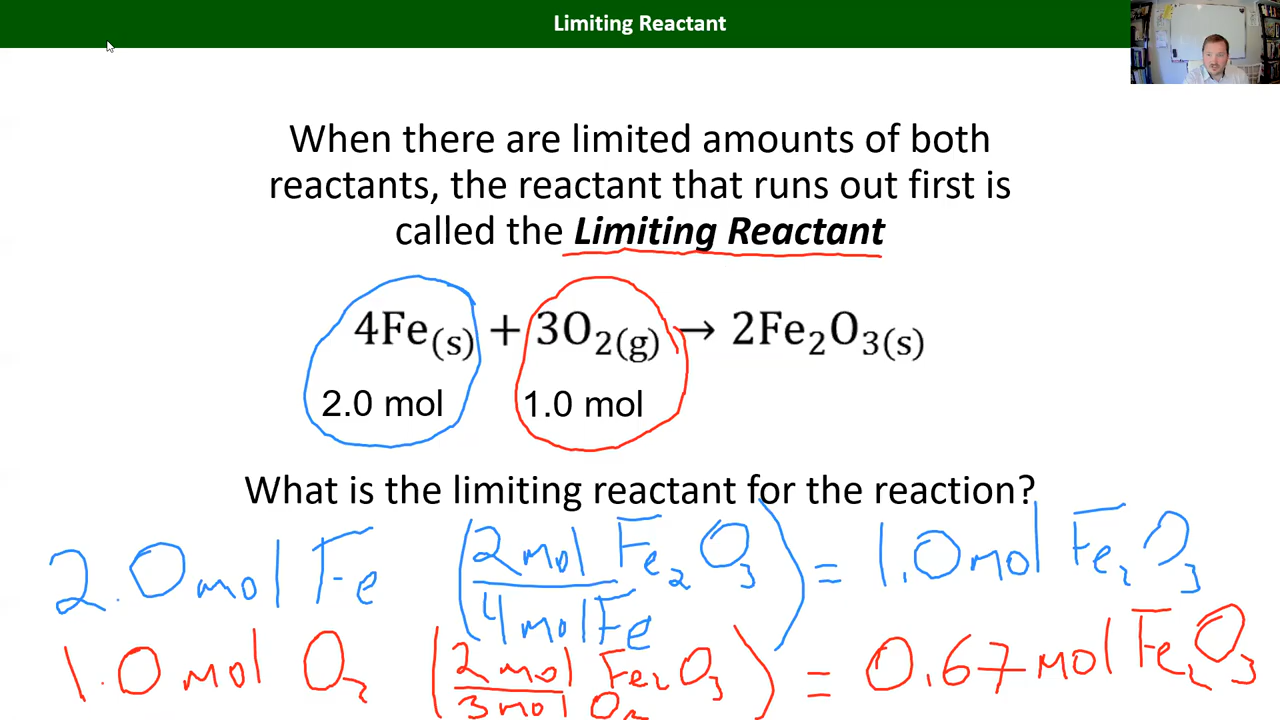 Limiting Reactant
When there are limited amounts of both
reactants, the reactant that runs out first is
called the Limiting Reactant
4Fe(s) + 3O2(g) → 2Fe2O3(s)
2.0 mol 1.0 mol
What is the limiting reactant for the reaction?
2.0 mol Fe (2 mol Fe2O3 / 4 mol Fe) = 1.0 mol Fe2O3
1.0 mol O2 (2 mol Fe2O3 / 3 mol O2) = 0.67 mol Fe2O3